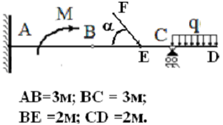 F
M
q
A
B
α
C
E
D
AB=3м; BC = 3м;
BE =2м; CD =2м.